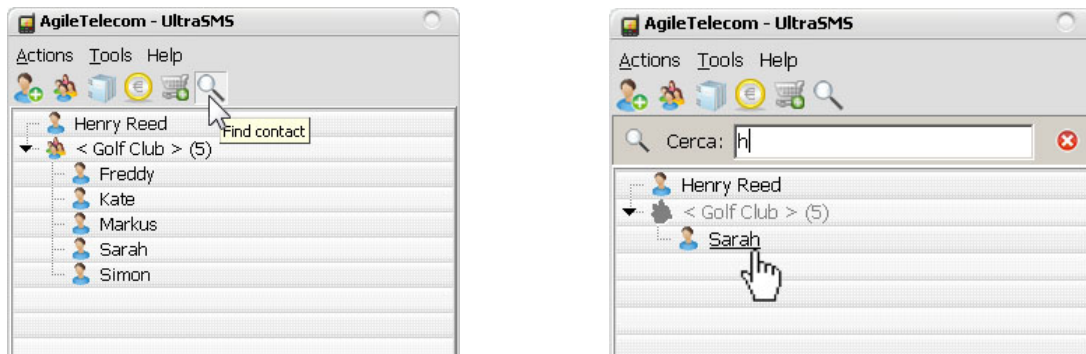 AgileTelecom - UltraSMS
Actions Tools Help
Find contact
Henry Reed
< Golf Club > (5)
Freddy
Kate
Markus
Sarah
Simon
AgileTelecom - UltraSMS
Actions Tools Help
Cerca: h
Henry Reed
< Golf Club > (5)
Sarah